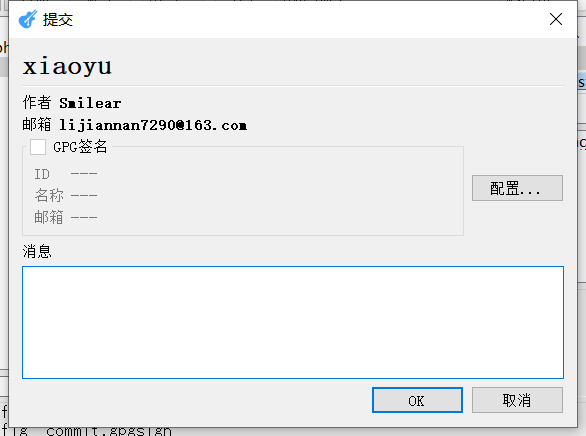 提交
xiaoyu
作者 Smilear
邮箱 lijiannan7290@163.com
GPG签名
ID ---
名称 ---
邮箱 ---
配置...
消息
OK
取消
fig commit.gpgsign